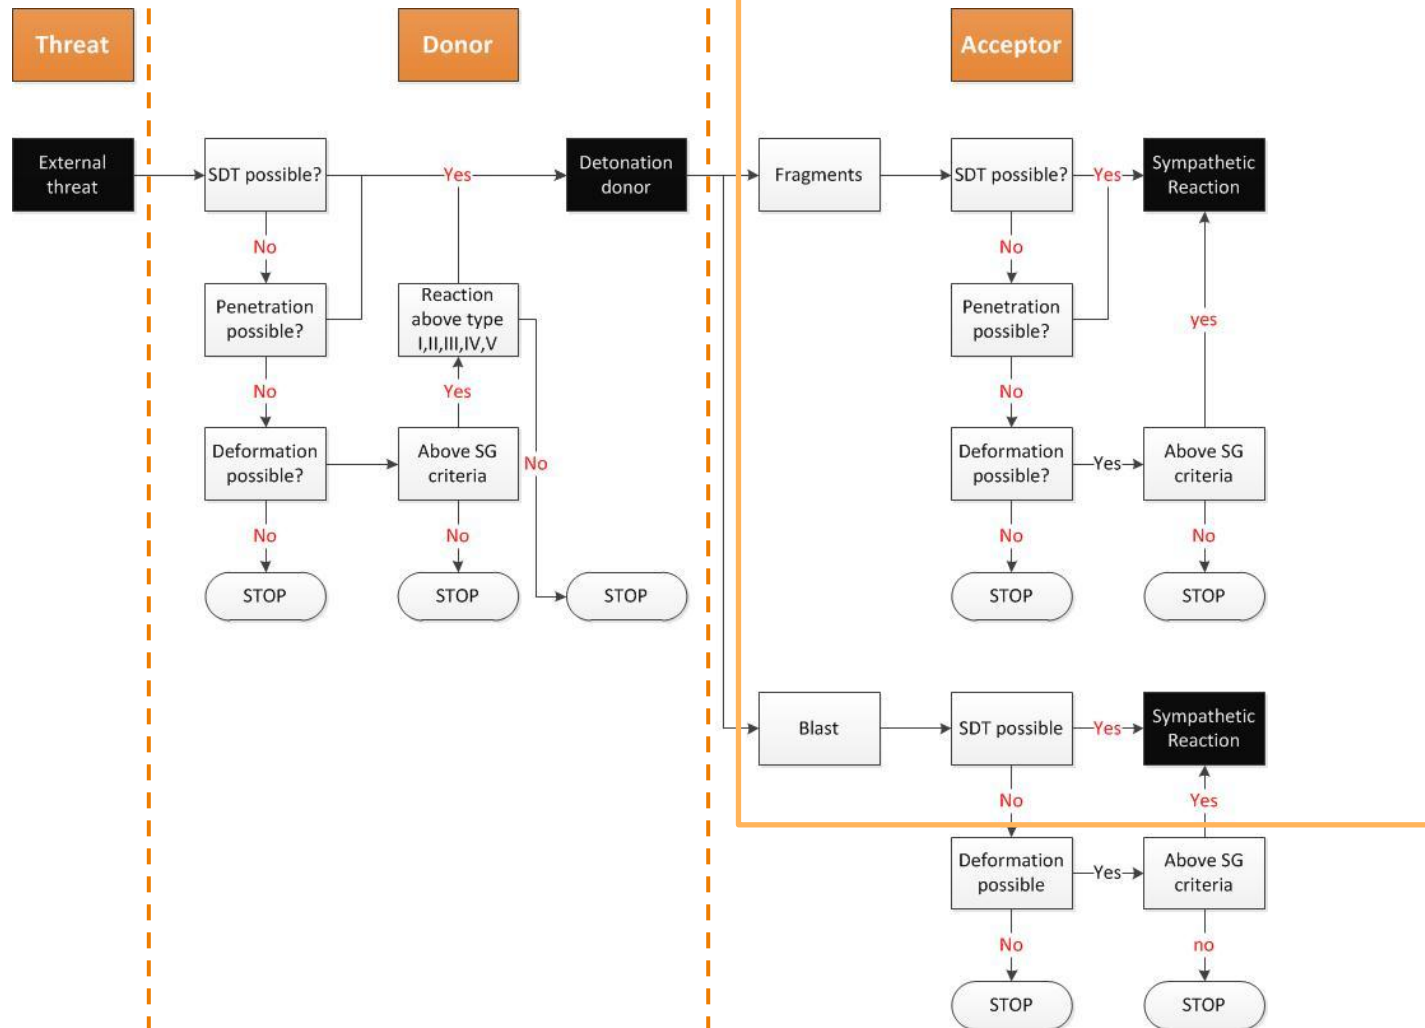 Threat
Donor
Acceptor
External
threat
SDT possible?
Yes
Detonation
donor
Fragments
SDT possible?
Yes
Sympathetic
Reaction
No
No
Penetration
possible?
Reaction
above type
I,II,III,IV,V
Penetration
possible?
yes
No
Yes
No
Deformation
possible?
Above SG
criteria
No
Deformation
possible?
Yes
Above SG
criteria
No
No
No
No
STOP
STOP
STOP
STOP
STOP
Blast
SDT possible
Yes
Sympathetic
Reaction
No
Yes
Deformation
possible
Yes
Above SG
criteria
No
no
STOP
STOP